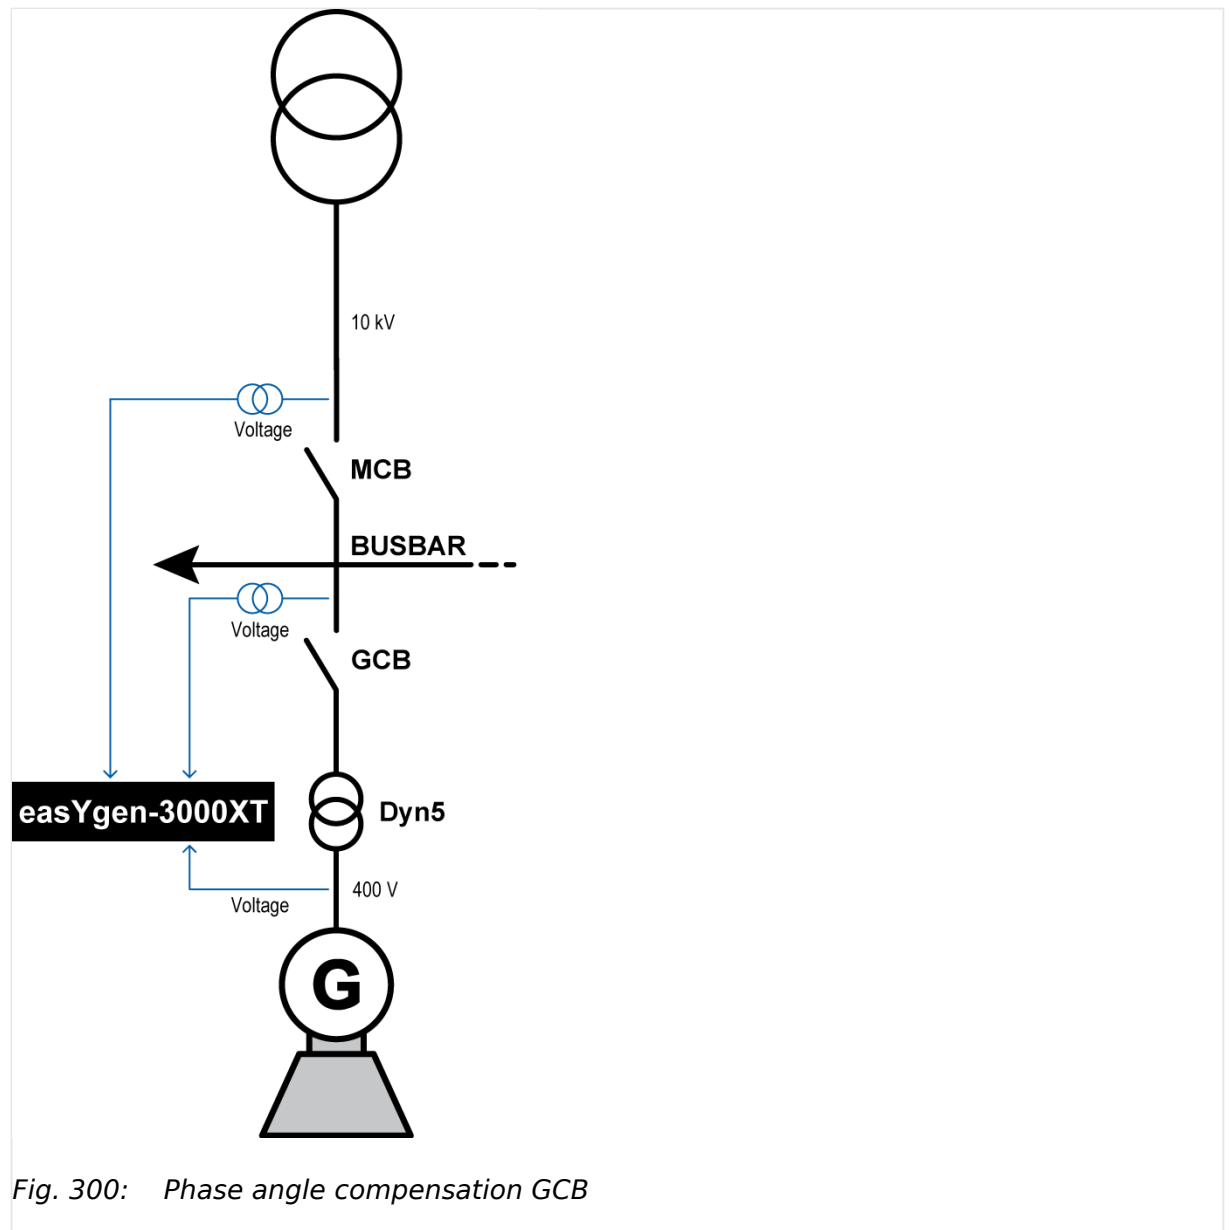 10 kV
Voltage
MCB
BUSBAR
Voltage
GCB
easYgen-3000XT
Dyn5
400 V
Voltage
G
Fig. 300: Phase angle compensation GCB